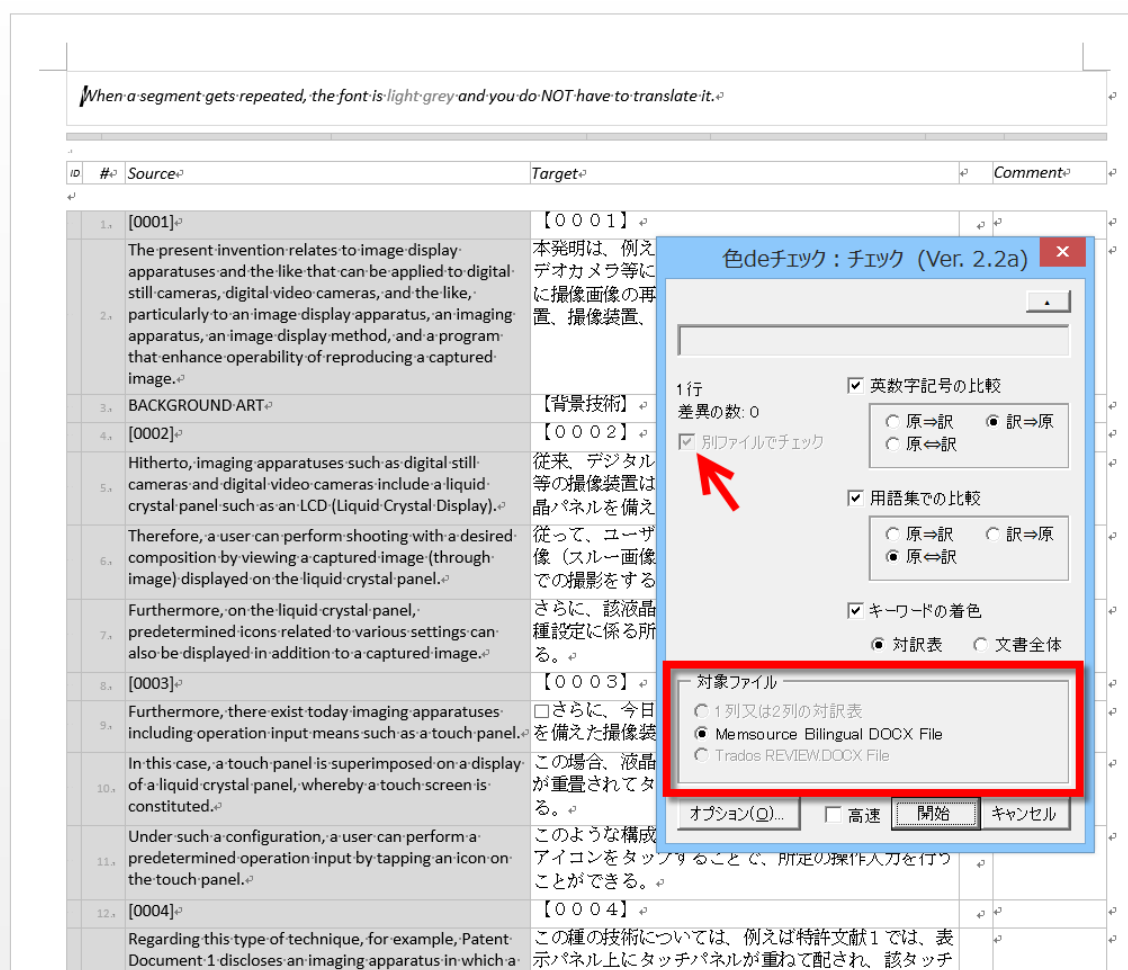 When a segment gets repeated, the font is light grey and you do NOT have to translate it.
ID # Source Target Comment
1. [0001] 【０００１】
2. The present invention relates to image display
apparatuses and the like that can be applied to digital
still cameras, digital video cameras, and the like,
particularly to an image display apparatus, an imaging
apparatus, an image display method, and a program
that enhance operability of reproducing a captured
image.
本発明は、例え
デオカメラ等に
に撮像画像の再
置、撮像装置、
3. BACKGROUND ART 【背景技術】
4. [0002] 【０００２】
5. Hitherto, imaging apparatuses such as digital still
cameras and digital video cameras include a liquid
crystal panel such as an LCD (Liquid Crystal Display).
従来、デジタル
等の撮像装置は
晶パネルを備え
6. Therefore, a user can perform shooting with a desired
composition by viewing a captured image (through
image) displayed on the liquid crystal panel.
従って、ユーザ
像（スルー画像
での撮影をする
7. Furthermore, on the liquid crystal panel,
predetermined icons related to various settings can
also be displayed in addition to a captured image.
さらに、該液晶
種設定に係る所
る。
8. [0003] 【０００３】
9. Furthermore, there exist today imaging apparatuses
including operation input means such as a touch panel.
□さらに、今日
を備えた撮像装
10. In this case, a touch panel is superimposed on a display
of a liquid crystal panel, whereby a touch screen is
constituted.
この場合、液晶
が重畳されてタ
る。
11. Under such a configuration, a user can perform a
predetermined operation input by tapping an icon on
the touch panel.
このような構成
アイコンをタップすることで、所定の操作入力を行う
ことができる。
12. [0004] 【０００４】
Regarding this type of technique, for example, Patent
Document 1 discloses an imaging apparatus in which a
この種の技術については、例えば特許文献１では、表
示パネル上にタッチパネルが重ねて配され、該タッチ
色deチェック：チェック (Ver. 2.2a)
1行
差異の数: 0
別ファイルでチェック
英数字記号の比較
原⇒訳 訳⇒原
原⇔訳
用語集での比較
原⇒訳 訳⇒原
原⇔訳
キーワードの着色
対訳表 文書全体
対象ファイル
1列又は2列の対訳表
Memsource Bilingual DOCX File
Trados REVIEW.DOCX File
オプション(O)... 高速 開始 キャンセル